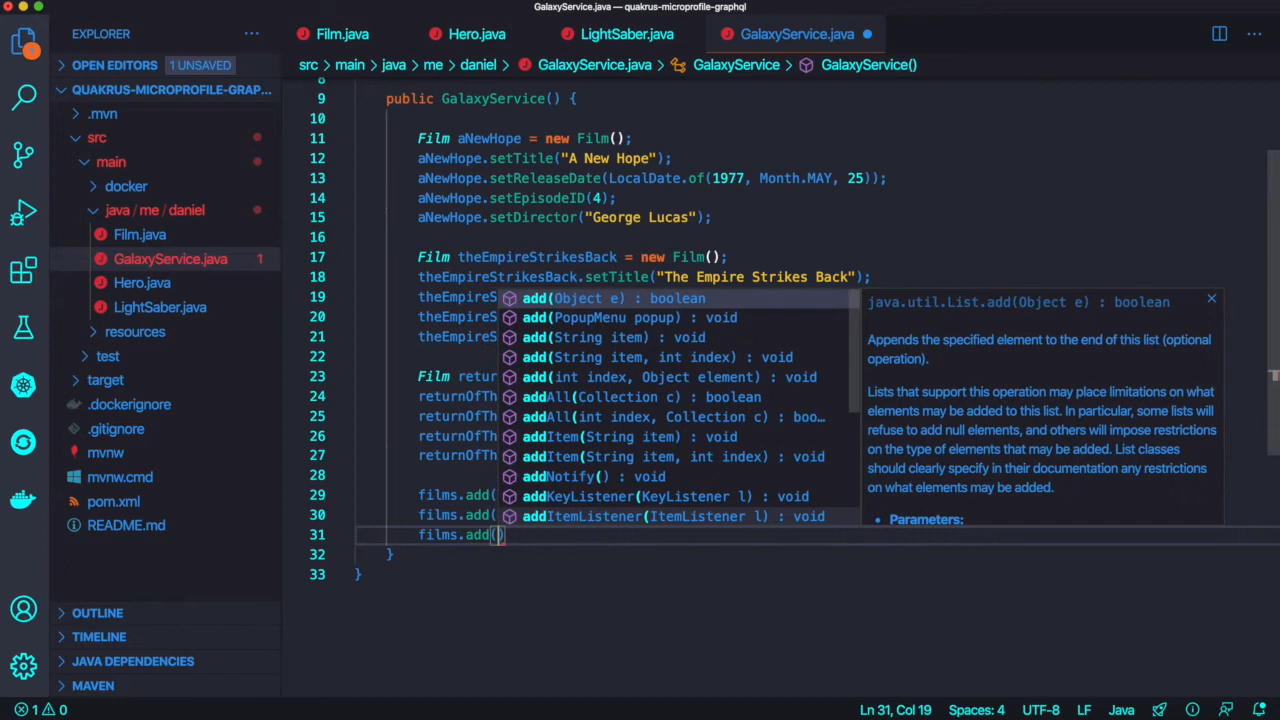 GalaxyService.java — quakrus-microprofile-graphql
EXPLORER
Film.java
Hero.java
LightSaber.java
GalaxyService.java
OPEN EDITORS 1 UNSAVED
src > main > java > me > daniel > GalaxyService.java > GalaxyService > GalaxyService()
QUAKRUS-MICROPROFILE-GRAP...
.mvn
src
main
docker
java / me / daniel
Film.java
GalaxyService.java 1
Hero.java
LightSaber.java
resources
test
target
.dockerignore
.gitignore
mvnw
mvnw.cmd
pom.xml
README.md
OUTLINE
TIMELINE
JAVA DEPENDENCIES
MAVEN
8
9 public GalaxyService() {
10
11 Film aNewHope = new Film();
12 aNewHope.setTitle("A New Hope");
13 aNewHope.setReleaseDate(LocalDate.of(1977, Month.MAY, 25));
14 aNewHope.setEpisodeID(4);
15 aNewHope.setDirector("George Lucas");
16
17 Film theEmpireStrikesBack = new Film();
18 theEmpireStrikesBack.setTitle("The Empire Strikes Back");
19 theEmpireS
20 theEmpireS
21 theEmpireS
22
23 Film retur
24 returnOfTh
25 returnOfTh
26 returnOfTh
27 returnOfTh
28
29 films.add(
30 films.add(
31 films.add()
32 }
33 }
add(Object e) : boolean
add(PopupMenu popup) : void
add(String item) : void
add(String item, int index) : void
add(int index, Object element) : void
addAll(Collection c) : boolean
addAll(int index, Collection c) : boo...
addItem(String item) : void
addItem(String item, int index) : void
addNotify() : void
addKeyListener(KeyListener l) : void
addItemListener(ItemListener l) : void
java.util.List.add(Object e) : boolean
Appends the specified element to the end of this list (optional
operation).
Lists that support this operation may place limitations on what
elements may be added to this list. In particular, some lists will
refuse to add null elements, and others will impose restrictions
on the type of elements that may be added. List classes
should clearly specify in their documentation any restrictions
on what elements may be added.
• Parameters:
1 0
Ln 31, Col 19
Spaces: 4
UTF-8
LF
Java